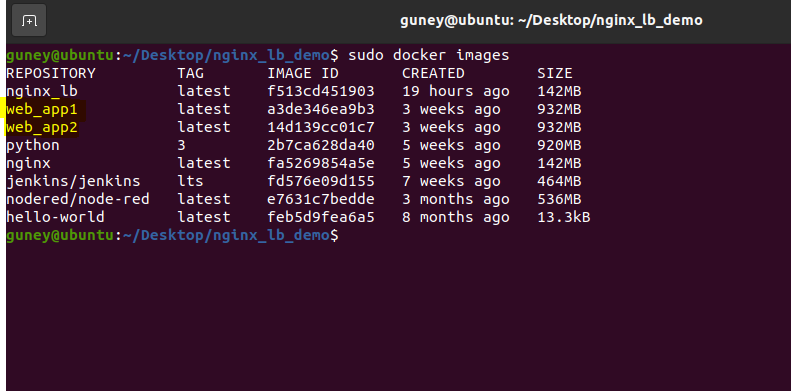 guney@ubuntu: ~/Desktop/nginx_lb_demo
guney@ubuntu:~/Desktop/nginx_lb_demo$ sudo docker images
REPOSITORY TAG IMAGE ID CREATED SIZE
nginx_lb latest f513cd451903 19 hours ago 142MB
web_app1 latest a3de346ea9b3 3 weeks ago 932MB
web_app2 latest 14d139cc01c7 3 weeks ago 932MB
python 3 2b7ca628da40 5 weeks ago 920MB
nginx latest fa5269854a5e 5 weeks ago 142MB
jenkins/jenkins lts fd576e09d155 7 weeks ago 464MB
nodered/node-red latest e7631c7bedde 3 months ago 536MB
hello-world latest feb5d9fea6a5 8 months ago 13.3kB
guney@ubuntu:~/Desktop/nginx_lb_demo$